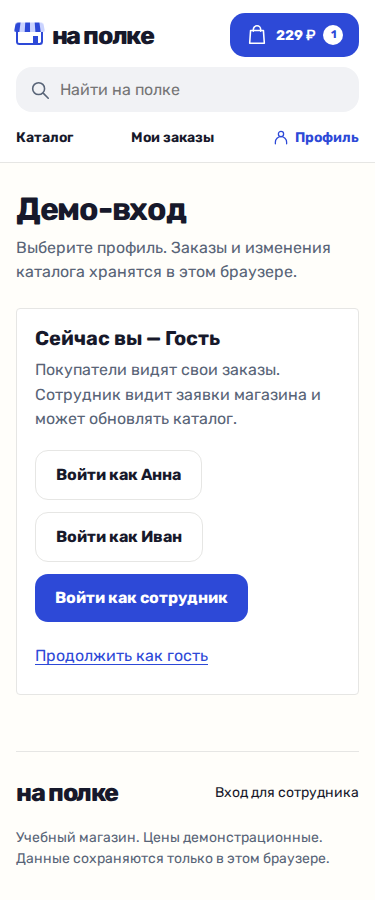 на полке
229 ₽ 1
Найти на полке
Каталог Мои заказы Профиль
Демо-вход
Выберите профиль. Заказы и изменения
каталога хранятся в этом браузере.
Сейчас вы — Гость
Покупатели видят свои заказы.
Сотрудник видит заявки магазина и
может обновлять каталог.
Войти как Анна
Войти как Иван
Войти как сотрудник
Продолжить как гость
на полке
Вход для сотрудника
Учебный магазин. Цены демонстрационные.
Данные сохраняются только в этом браузере.